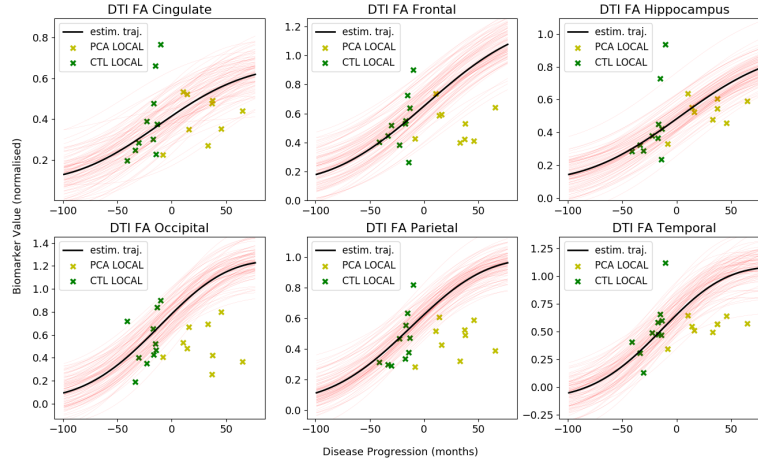 DTI FA Cingulate
0.8
0.6
0.4
0.2
−100
−50
0
50
estim. traj.
PCA LOCAL
CTL LOCAL
DTI FA Frontal
1.2
1.0
0.8
0.6
0.4
0.2
0.0
−100
−50
0
50
estim. traj.
PCA LOCAL
CTL LOCAL
DTI FA Hippocampus
1.0
0.8
0.6
0.4
0.2
0.0
−100
−50
0
50
estim. traj.
PCA LOCAL
CTL LOCAL
Biomarker Value (normalised)
DTI FA Occipital
1.4
1.2
1.0
0.8
0.6
0.4
0.2
0.0
−100
−50
0
50
estim. traj.
PCA LOCAL
CTL LOCAL
DTI FA Parietal
1.0
0.8
0.6
0.4
0.2
0.0
−100
−50
0
50
estim. traj.
PCA LOCAL
CTL LOCAL
DTI FA Temporal
1.25
1.00
0.75
0.50
0.25
0.00
−0.25
−100
−50
0
50
estim. traj.
PCA LOCAL
CTL LOCAL
Disease Progression (months)